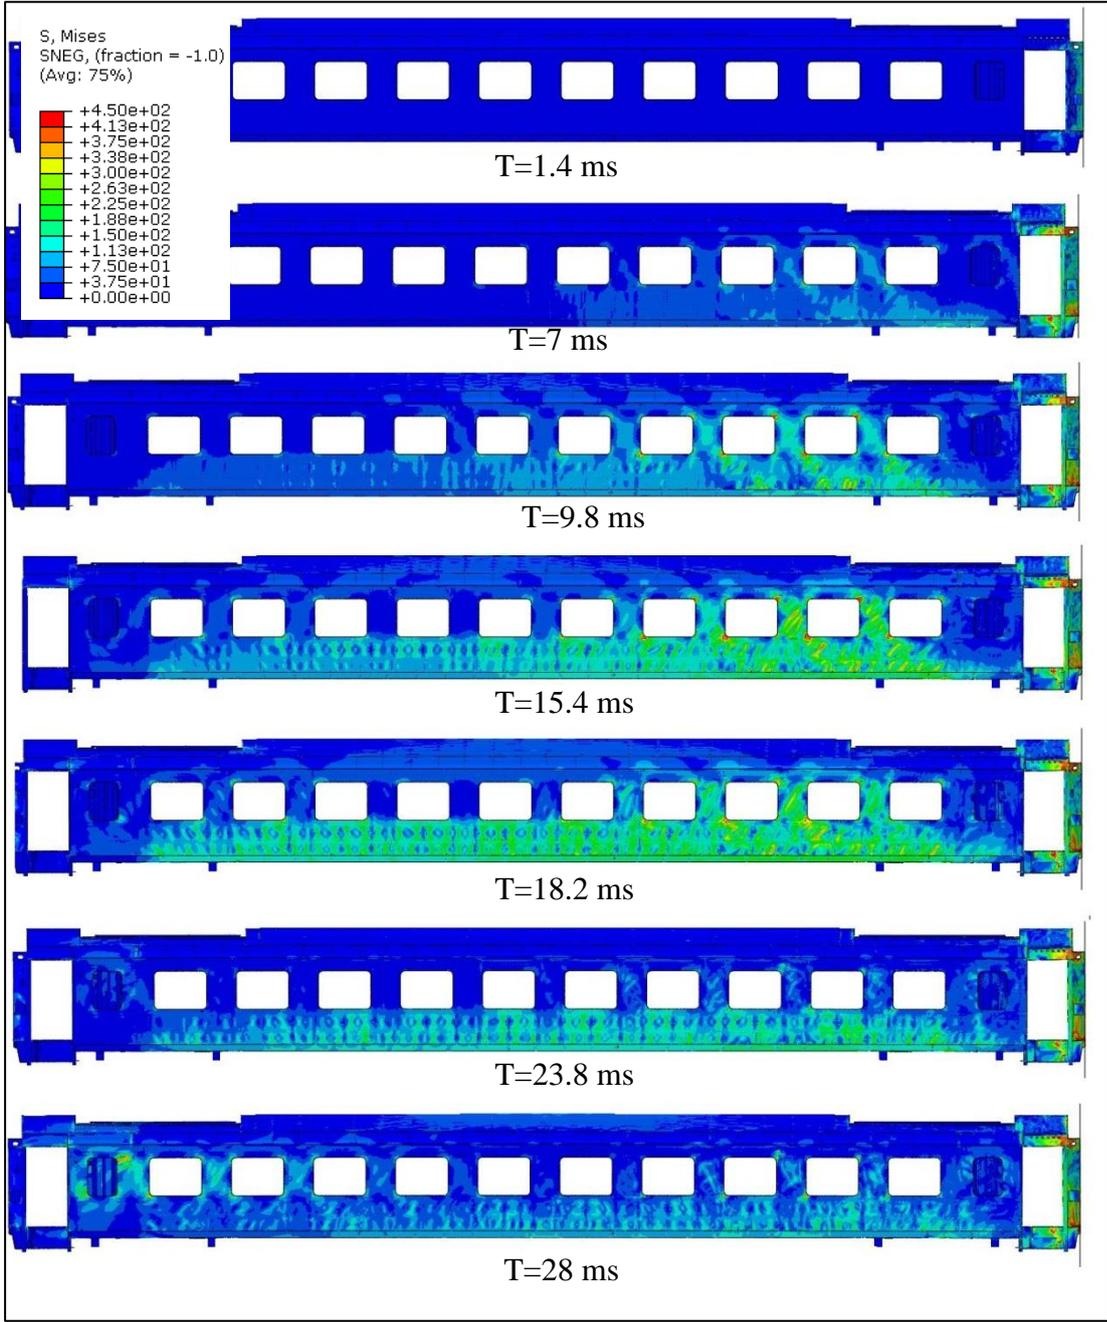 S, Mises
SNEG, (fraction = -1.0)
(Avg: 75%)
+4.50e+02
+4.13e+02
+3.75e+02
+3.38e+02
+3.00e+02
+2.63e+02
+2.25e+02
+1.88e+02
+1.50e+02
+1.13e+02
+7.50e+01
+3.75e+01
+0.00e+00
T=1.4 ms
T=7 ms
T=9.8 ms
T=15.4 ms
T=18.2 ms
T=23.8 ms
T=28 ms